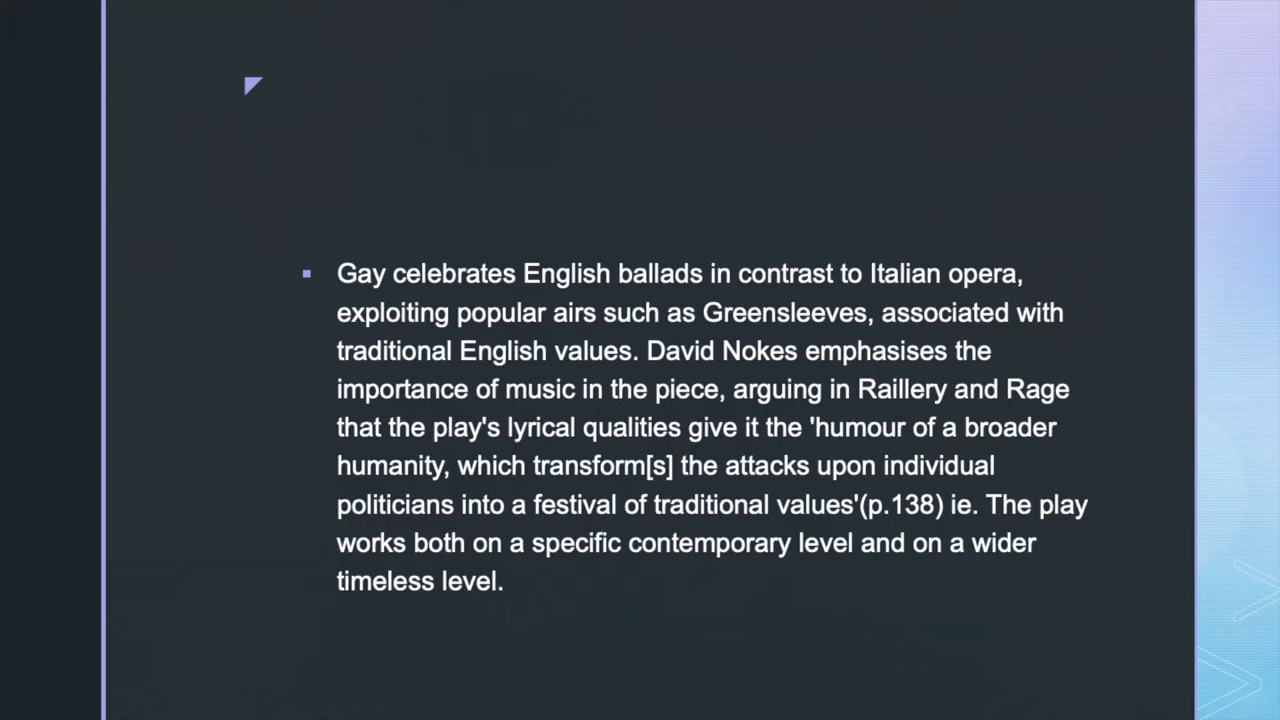 Gay celebrates English ballads in contrast to Italian opera,
exploiting popular airs such as Greensleeves, associated with
traditional English values. David Nokes emphasises the
importance of music in the piece, arguing in Raillery and Rage
that the play's lyrical qualities give it the 'humour of a broader
humanity, which transform[s] the attacks upon individual
politicians into a festival of traditional values'(p.138) ie. The play
works both on a specific contemporary level and on a wider
timeless level.